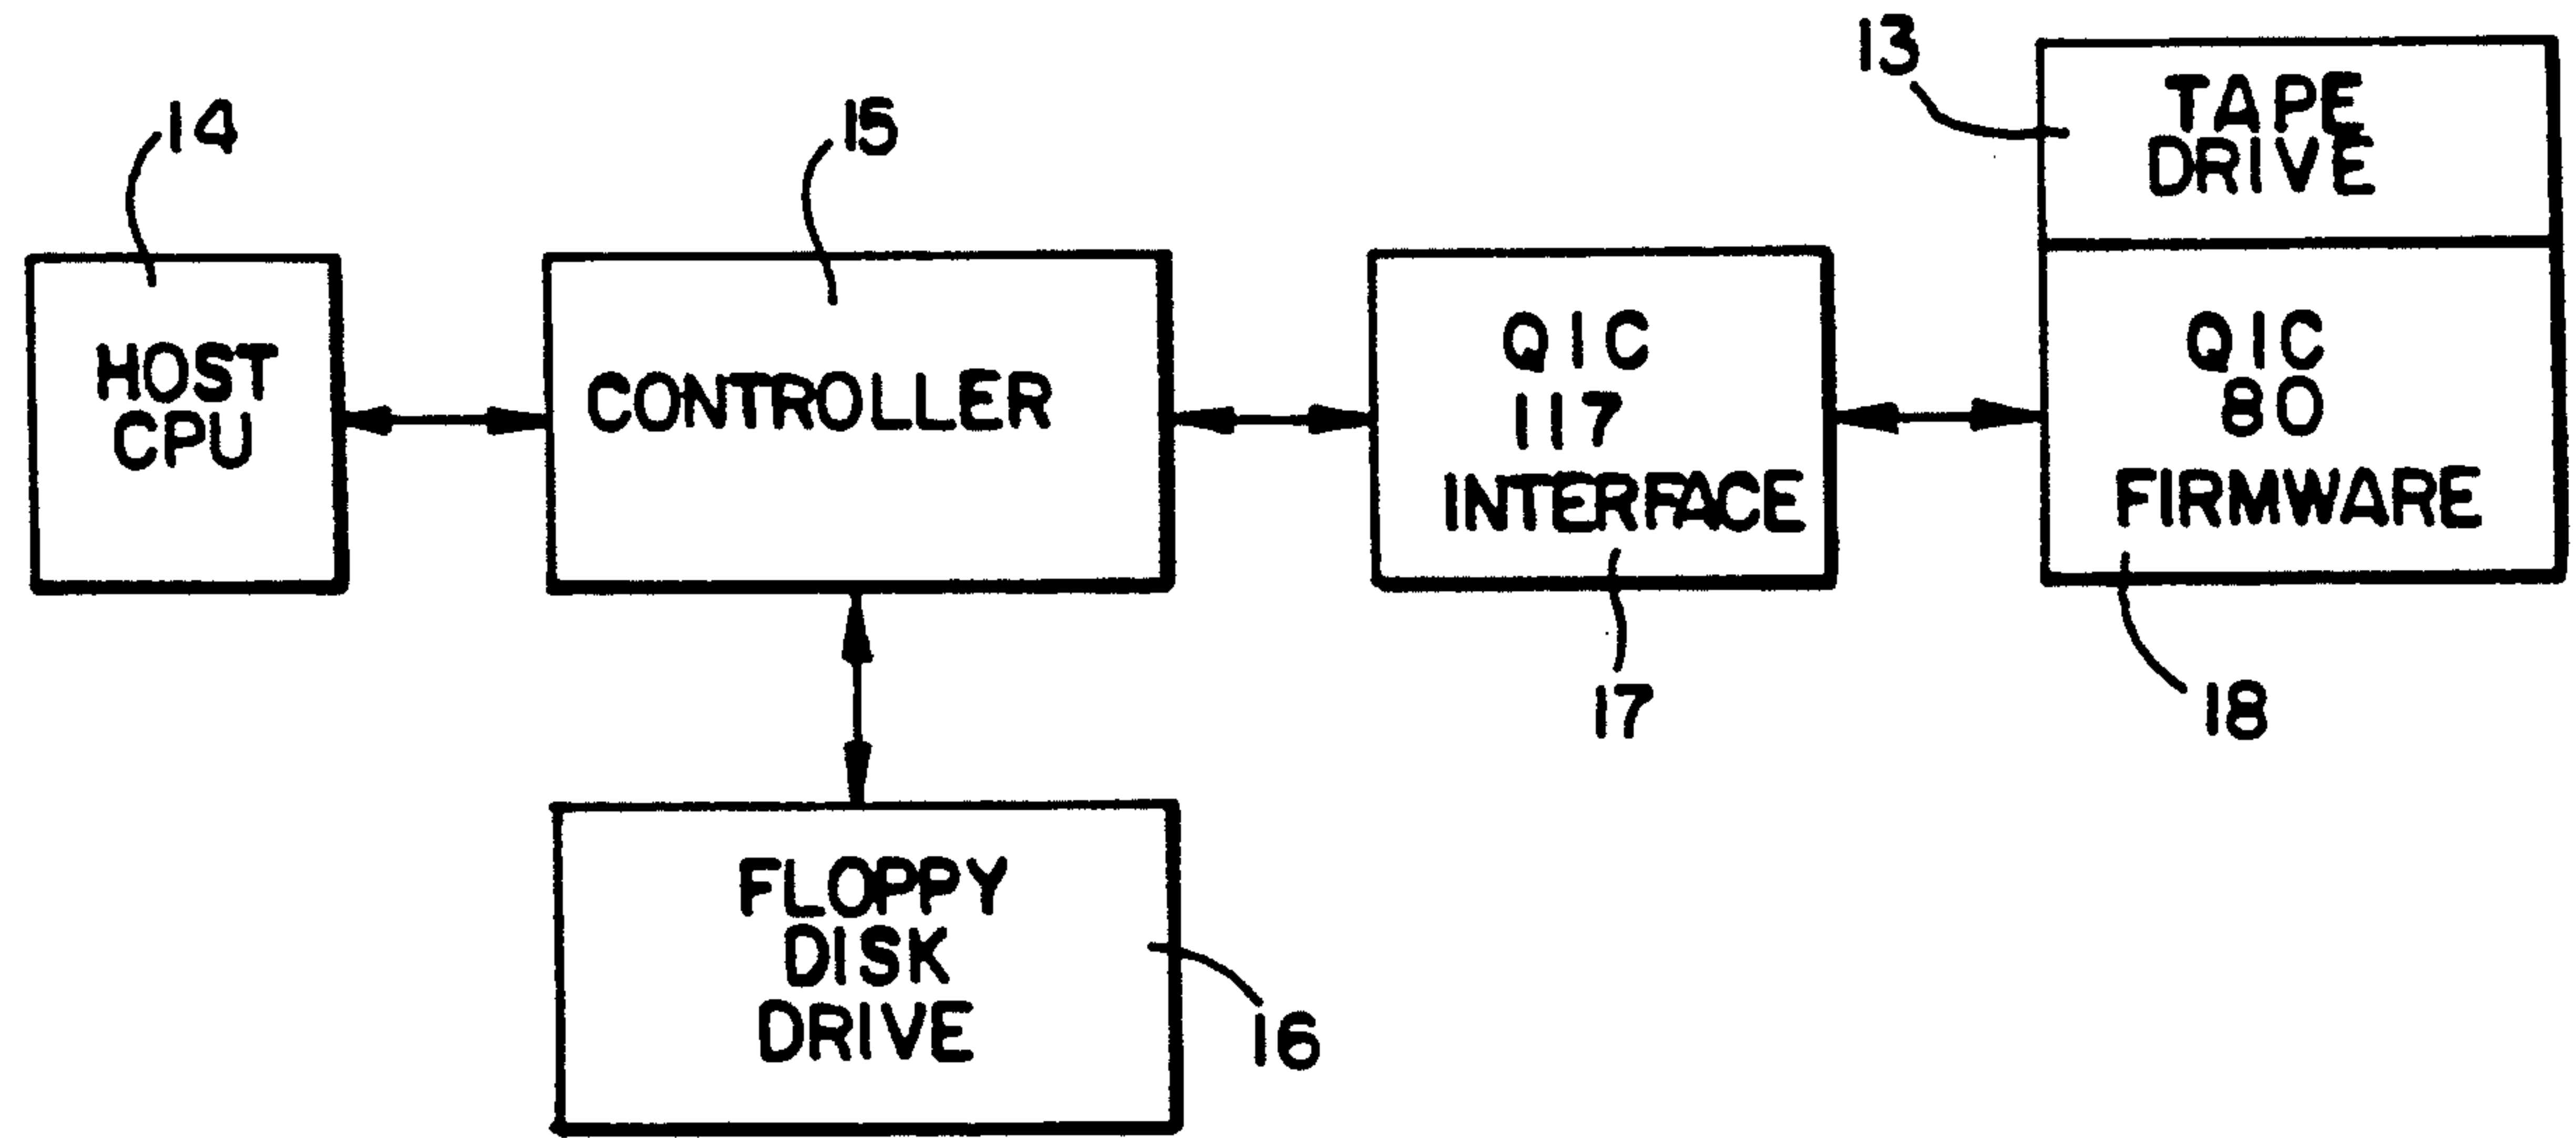 13
TAPE
DRIVE
14
15
HOST
CPU
CONTROLLER
QIC
117
INTERFACE
QIC
80
FIRMWARE
17
18
FLOPPY
DISK
DRIVE
16